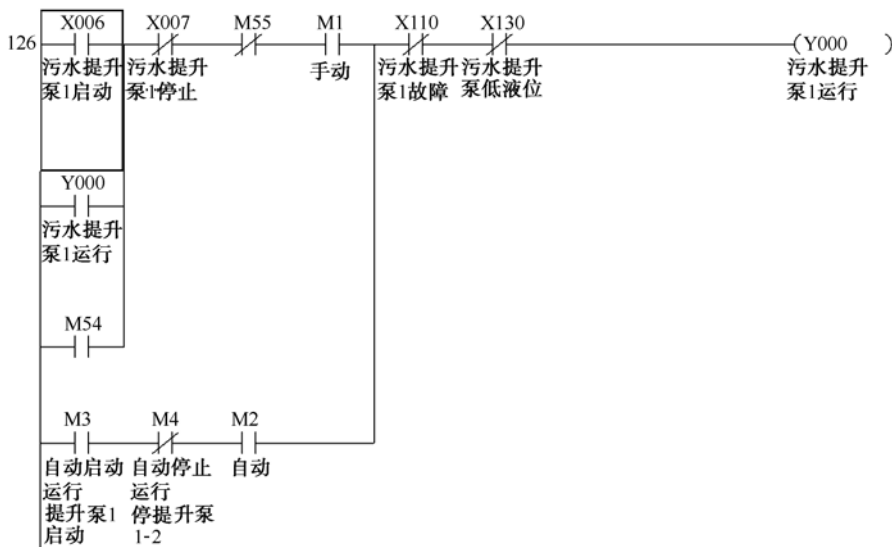 X006 X007 M55 M1 X110 X130
126 (Y000 )
污水提升 污水提升 手动 污水提升 污水提升 污水提升
泵1启动 泵1停止 泵1故障 泵低液位 泵1运行
Y000
污水提升
泵1运行
M54
M3 M4 M2
自动启动 自动停止 自动
运行 运行
提升泵1 停提升泵
启动 1-2